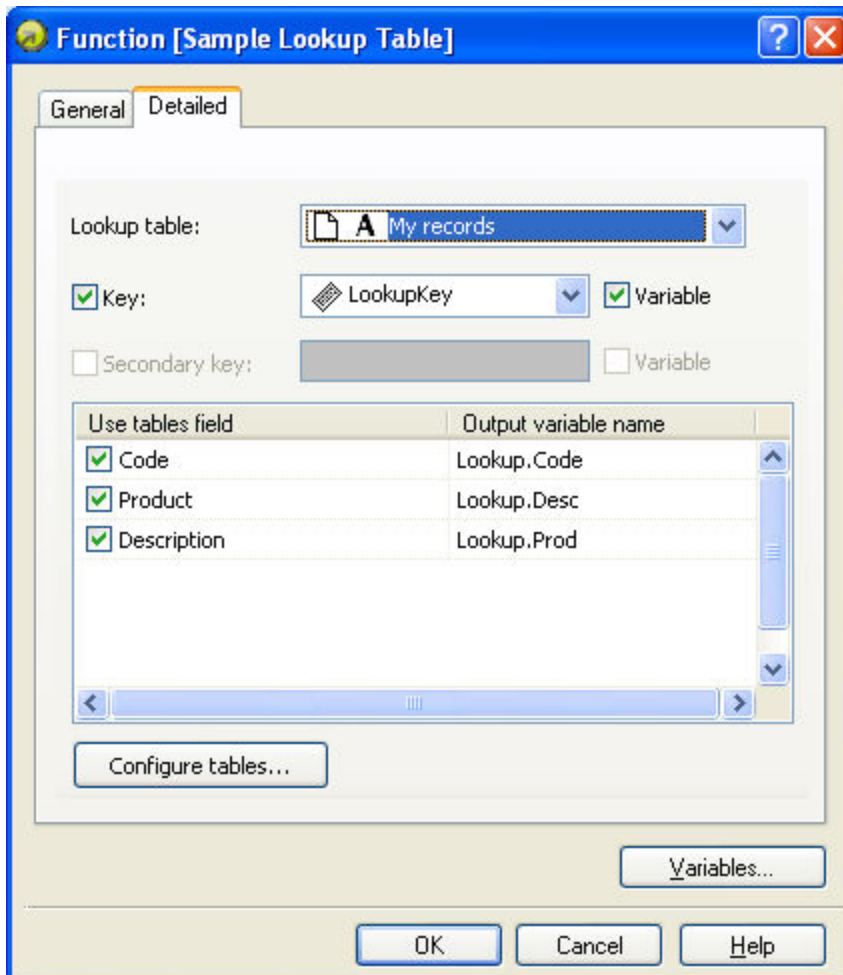 Function [Sample Lookup Table]
General Detailed
Lookup table: A My records
Key: LookupKey Variable
Secondary key: Variable
Use tables field Output variable name
Code Lookup.Code
Product Lookup.Desc
Description Lookup.Prod
Configure tables...
Variables...
OK Cancel Help